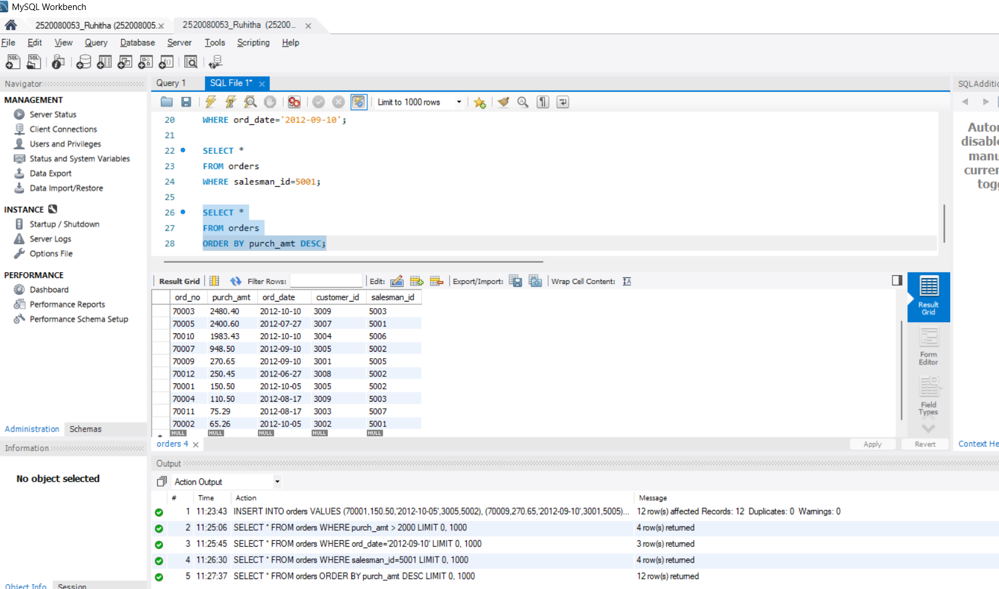 MySQL Workbench
2520080053_Ruhitha (252008005. x
2520080053_Ruhitha (25200... x
File Edit View Query Database Server Tools Scripting Help
Navigator
MANAGEMENT
Server Status
Client Connections
Users and Privileges
Status and System Variables
Data Export
Data Import/Restore
INSTANCE
Startup / Shutdown
Server Logs
Options File
PERFORMANCE
Dashboard
Performance Reports
Performance Schema Setup
Administration Schemas
Information
No object selected
Object Info Session
Query 1 SQL File 1* x
Limit to 1000 rows
20 WHERE ord_date='2012-09-10';
21
22 SELECT *
23 FROM orders
24 WHERE salesman_id=5001;
25
26 SELECT *
27 FROM orders
28 ORDER BY purch_amt DESC;
Result Grid Filter Rows: Edit: Export/Import: Wrap Cell Content:
ord_no purch_amt ord_date customer_id salesman_id
70003 2480.40 2012-10-10 3009 5003
70005 2400.60 2012-07-27 3007 5001
70010 1983.43 2012-10-10 3004 5006
70007 948.50 2012-09-10 3005 5002
70009 270.65 2012-09-10 3001 5005
70012 250.45 2012-06-27 3008 5002
70001 150.50 2012-10-05 3005 5002
70004 110.50 2012-08-17 3009 5003
70011 75.29 2012-08-17 3003 5007
70002 65.26 2012-10-05 3002 5001
NULL NULL NULL NULL NULL
orders 4 x
Apply Revert
Result
Grid
Form
Editor
Field
Types
SQLAdditio
Context He
Output
Action Output
# Time Action Message
1 11:23:43 INSERT INTO orders VALUES (70001,150.50,'2012-10-05',3005,5002), (70009,270.65,'2012-09-10',3001,5005)... 12 row(s) affected Records: 12 Duplicates: 0 Warnings: 0
2 11:25:06 SELECT * FROM orders WHERE purch_amt > 2000 LIMIT 0, 1000 4 row(s) returned
3 11:25:45 SELECT * FROM orders WHERE ord_date='2012-09-10' LIMIT 0, 1000 3 row(s) returned
4 11:26:30 SELECT * FROM orders WHERE salesman_id=5001 LIMIT 0, 1000 4 row(s) returned
5 11:27:37 SELECT * FROM orders ORDER BY purch_amt DESC LIMIT 0, 1000 12 row(s) returned